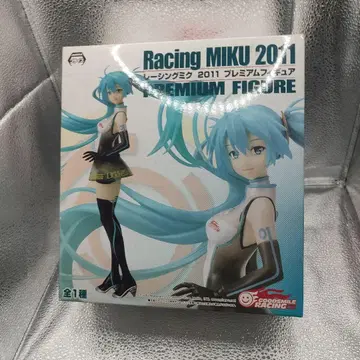 Racing MIKU 2011
レーシングミク 2011 プレミアムフィギュア
PREMIUM FIGURE
全1種
GOODSMILE
RACING